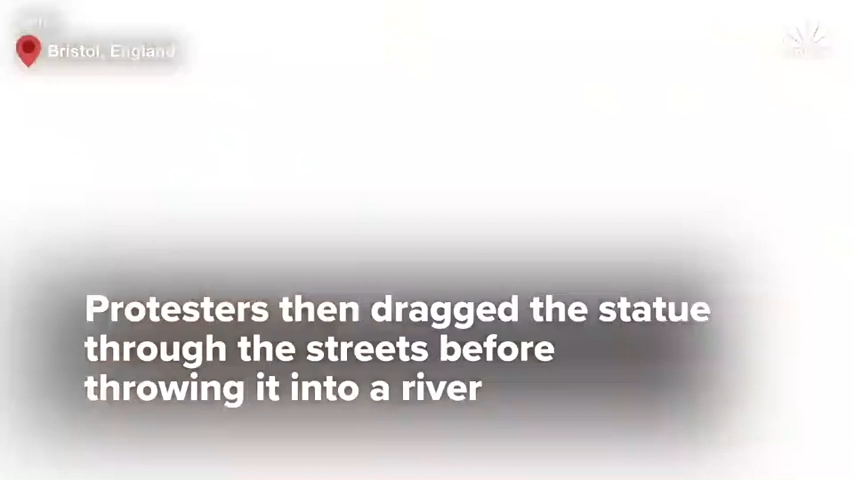 Bristol, England
Protesters then dragged the statue
through the streets before
throwing it into a river